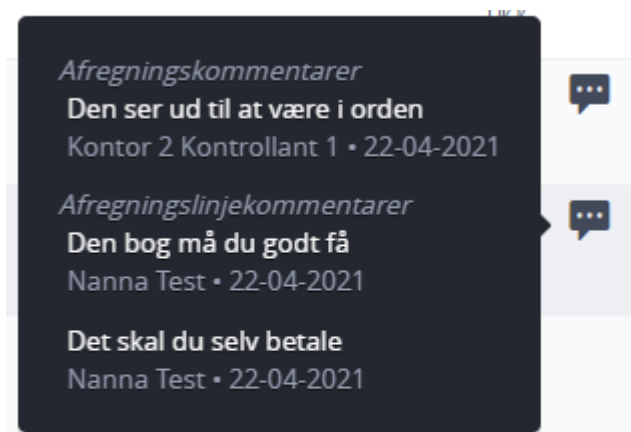 Afregningskommentarer
Den ser ud til at være i orden
Kontor 2 Kontrollant 1 • 22-04-2021
Afregningslinjekommentarer
Den bog må du godt få
Nanna Test • 22-04-2021
Det skal du selv betale
Nanna Test • 22-04-2021